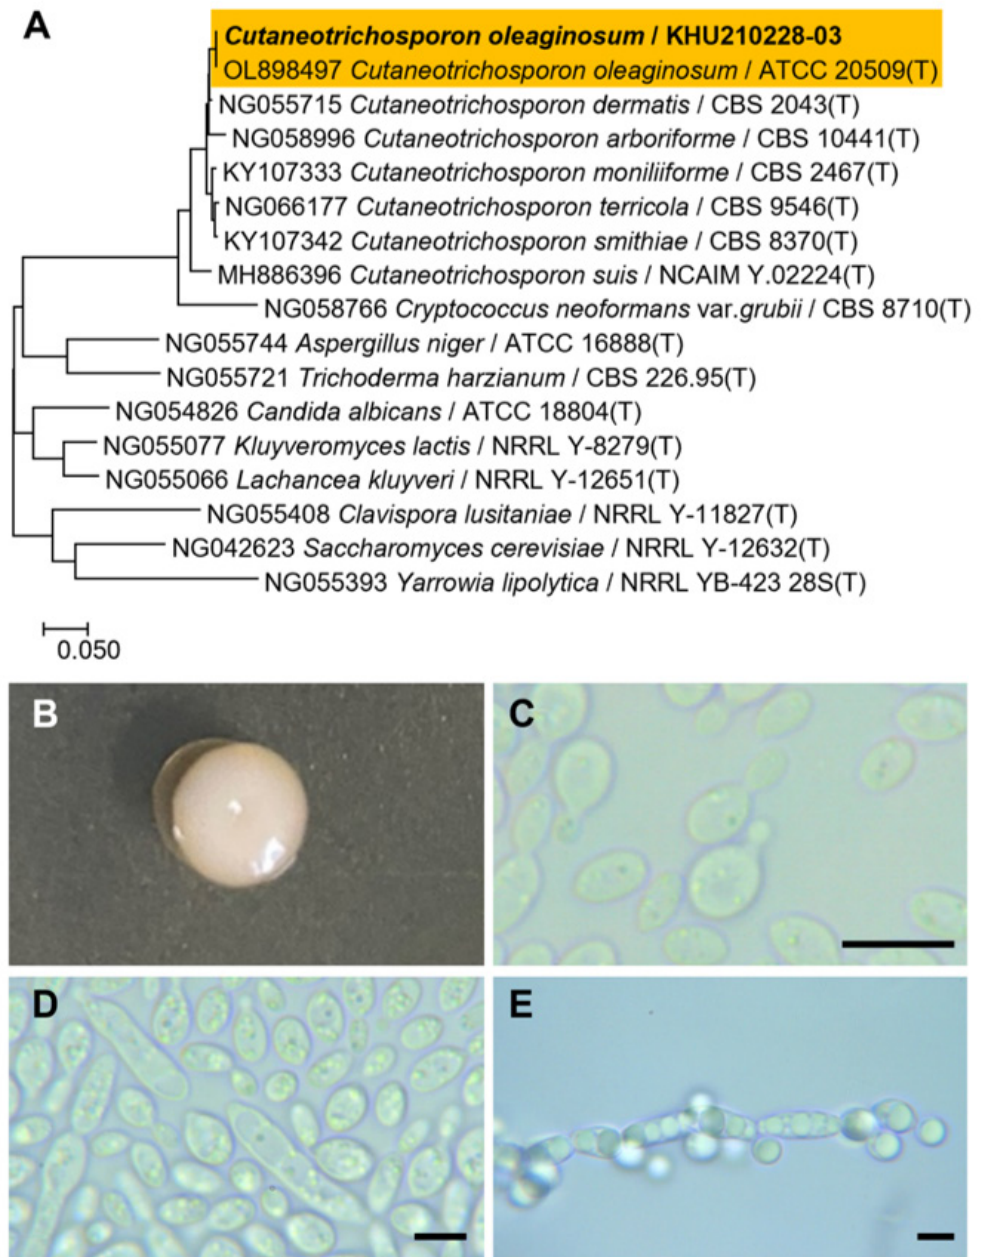 A
Cutaneotrichosporon oleaginosum / KHU210228-03
OL898497 Cutaneotrichosporon oleaginosum / ATCC 20509(T)
NG055715 Cutaneotrichosporon dermatis / CBS 2043(T)
NG058996 Cutaneotrichosporon arboriforme / CBS 10441(T)
KY107333 Cutaneotrichosporon moniliiforme / CBS 2467(T)
NG066177 Cutaneotrichosporon terricola / CBS 9546(T)
KY107342 Cutaneotrichosporon smithiae / CBS 8370(T)
MH886396 Cutaneotrichosporon suis / NCAIM Y.02224(T)
NG058766 Cryptococcus neoformans var.grubii / CBS 8710(T)
NG055744 Aspergillus niger / ATCC 16888(T)
NG055721 Trichoderma harzianum / CBS 226.95(T)
NG054826 Candida albicans / ATCC 18804(T)
NG055077 Kluyveromyces lactis / NRRL Y-8279(T)
NG055066 Lachancea kluyveri / NRRL Y-12651(T)
NG055408 Clavispora lusitaniae / NRRL Y-11827(T)
NG042623 Saccharomyces cerevisiae / NRRL Y-12632(T)
NG055393 Yarrowia lipolytica / NRRL YB-423 28S(T)
0.050
B
C
D
E